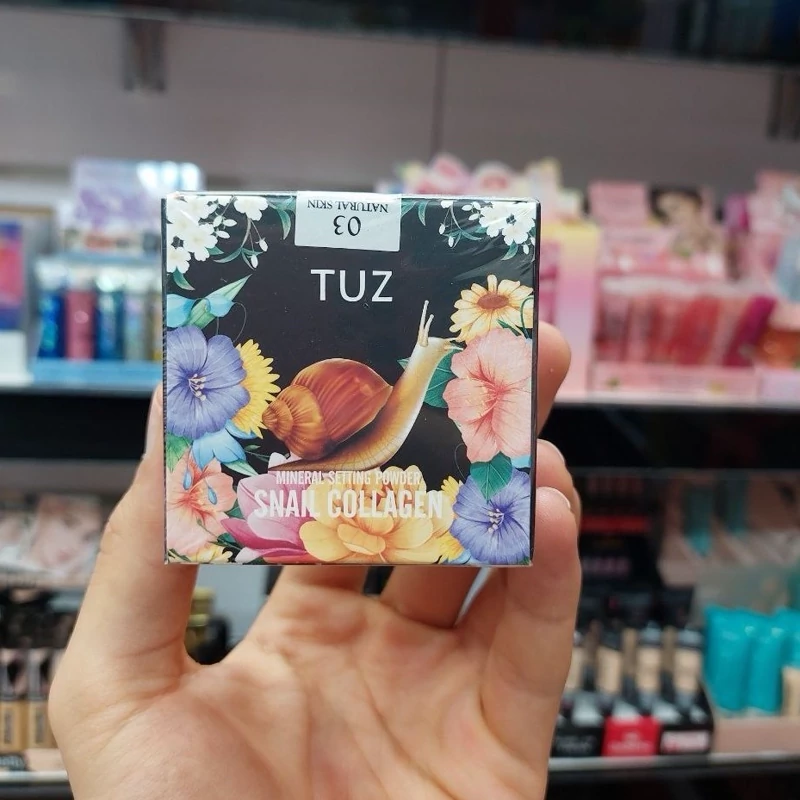 03
NATURAL SKIN
TUZ
MINERAL SETTING POWDER
SNAIL COLLAGEN